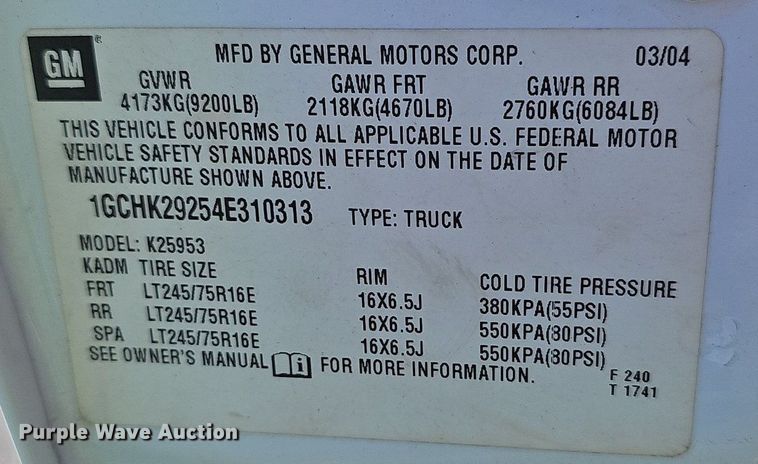 GM ®
MFD BY GENERAL MOTORS CORP. 03/04
GVWR GAWR FRT GAWR RR
4173KG(9200LB) 2118KG(4670LB) 2760KG(6084LB)
THIS VEHICLE CONFORMS TO ALL APPLICABLE U.S. FEDERAL MOTOR
VEHICLE SAFETY STANDARDS IN EFFECT ON THE DATE OF
MANUFACTURE SHOWN ABOVE.
1GCHK29254E310313 TYPE: TRUCK
MODEL: K25953
KADM TIRE SIZE RIM COLD TIRE PRESSURE
FRT LT245/75R16E 16X6.5J 380KPA(55PSI)
RR LT245/75R16E 16X6.5J 550KPA(80PSI)
SPA LT245/75R16E 16X6.5J 550KPA(80PSI)
SEE OWNER'S MANUAL i FOR MORE INFORMATION.
F 240
T 1741
Purple Wave Auction